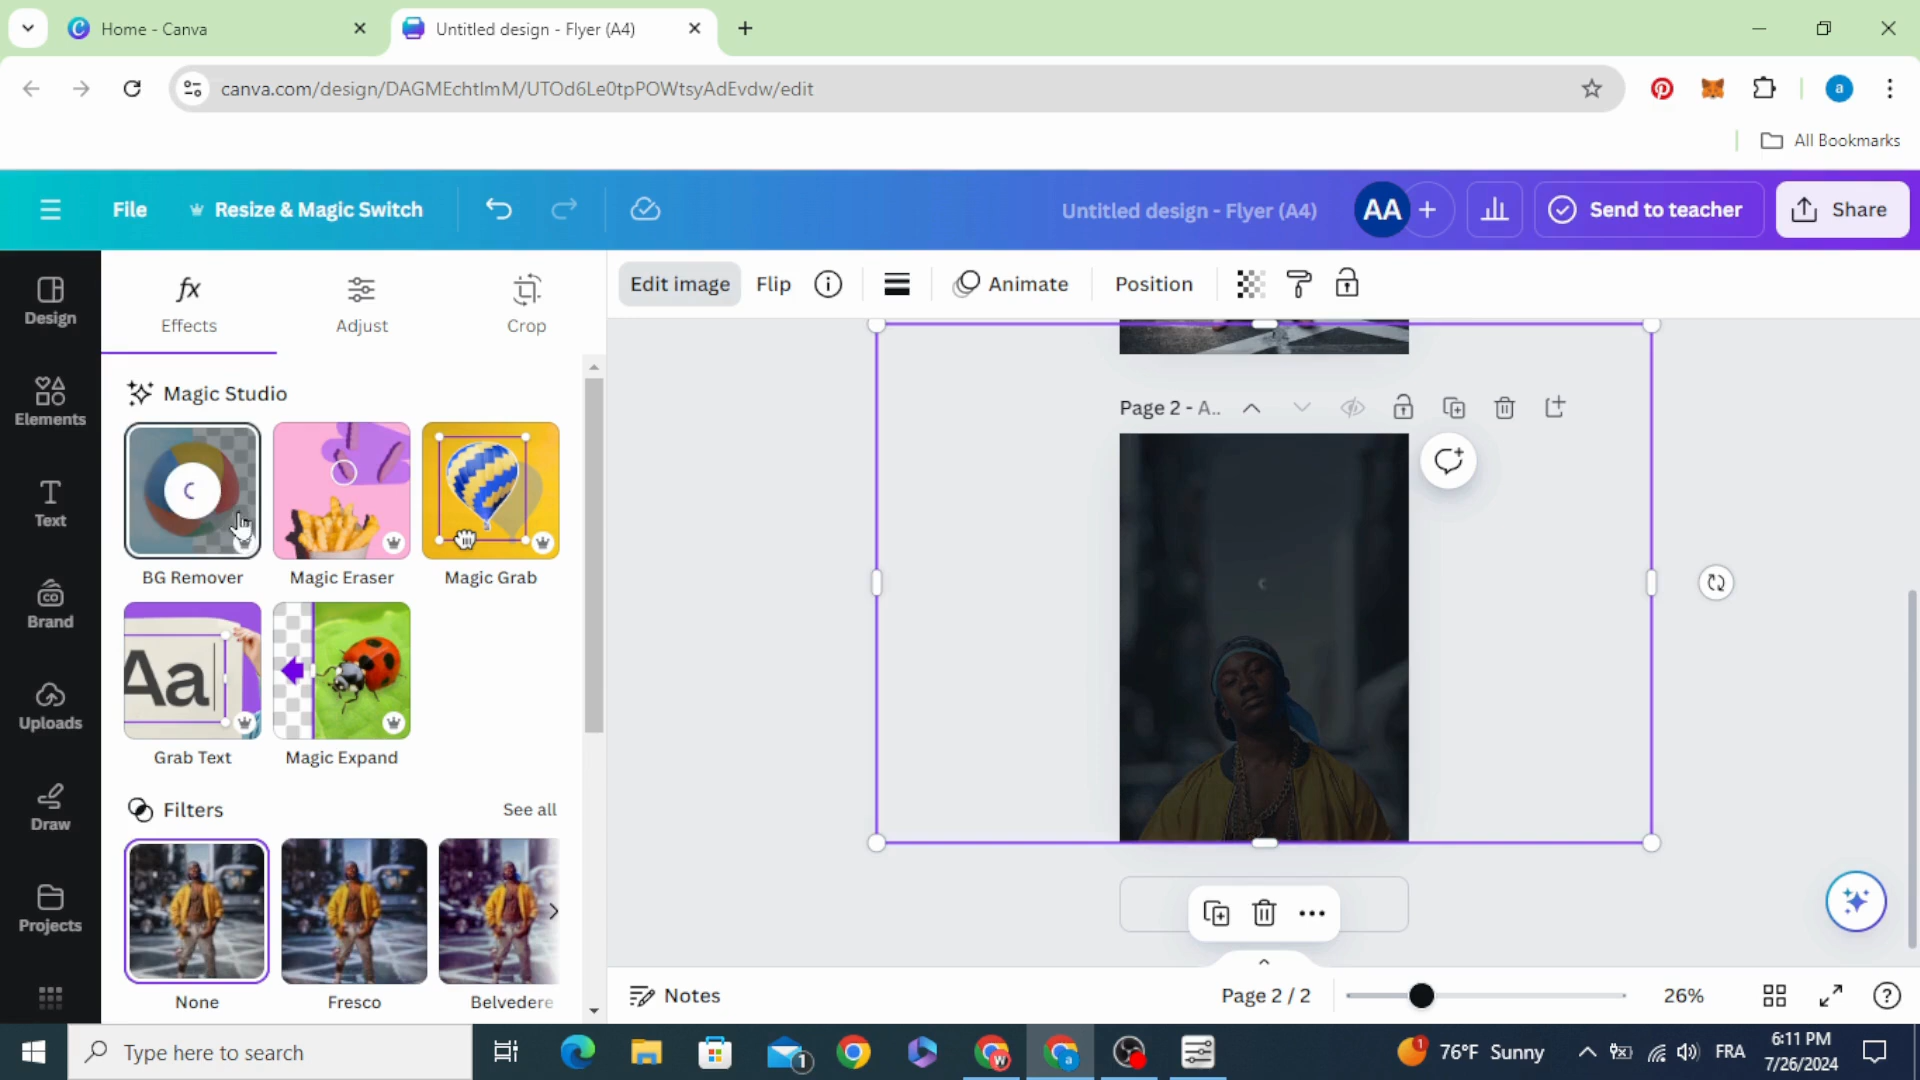 Home - Canva
Untitled design - Flyer (A4)
canva.com/design/DAGMEchtlmM/UTOd6Le0tpPOWtsyAdEvdw/edit
a
All Bookmarks
File
Resize & Magic Switch
Untitled design - Flyer (A4)
AA
Send to teacher
Share
Design
Elements
Text
Brand
Uploads
Draw
Projects
fx
Effects
Adjust
Crop
Edit image
Flip
Animate
Position
Magic Studio
BG Remover
Magic Eraser
Magic Grab
Aa
Grab Text
Magic Expand
Filters
See all
None
Fresco
Belvedere
Page 2 - A..
Notes
Page 2 / 2
26%
Type here to search
1
1
76°F Sunny
FRA
6:11 PM
7/26/2024